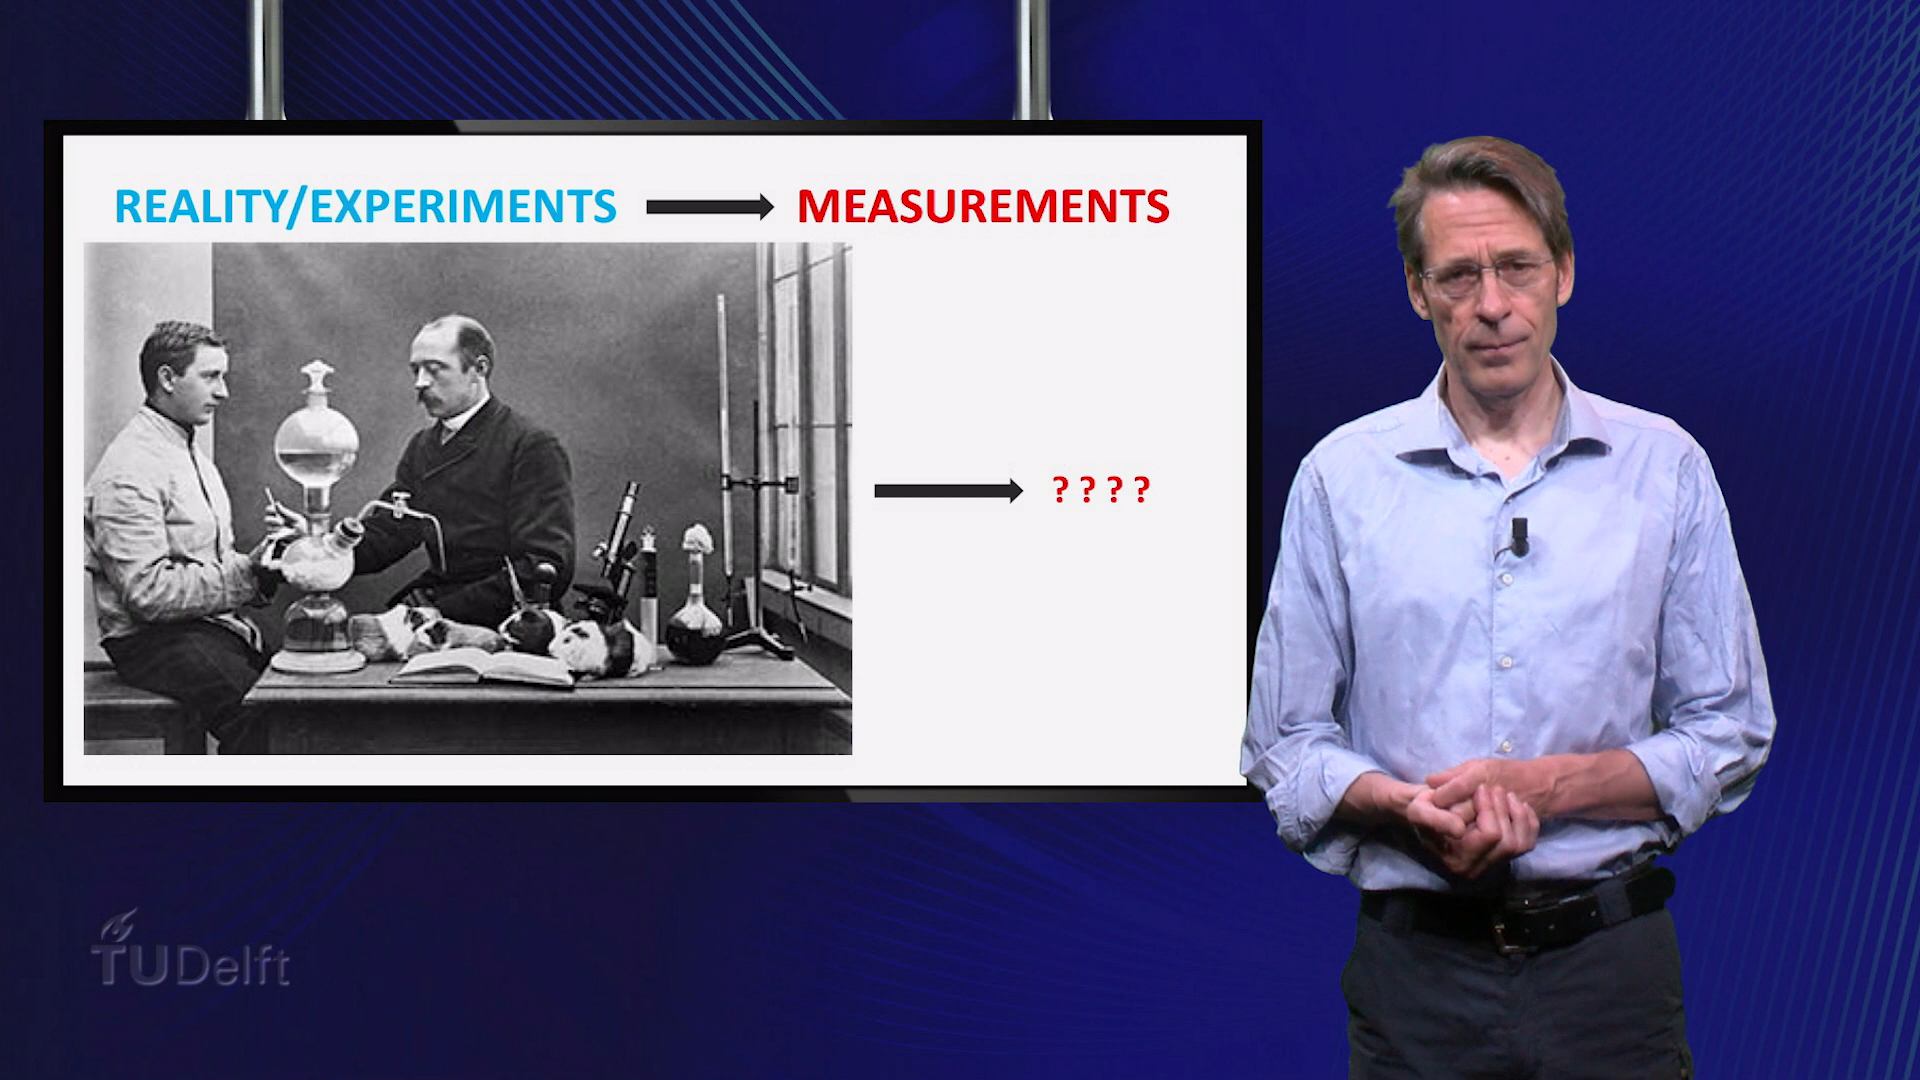 REALITY/EXPERIMENTS → MEASUREMENTS
→ ? ? ? ?
TUDelft